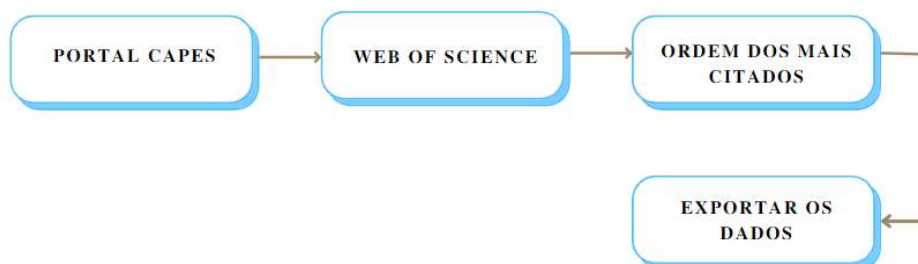 PORTAL CAPES
WEB OF SCIENCE
ORDEM DOS MAIS
CITADOS
EXPORTAR OS
DADOS